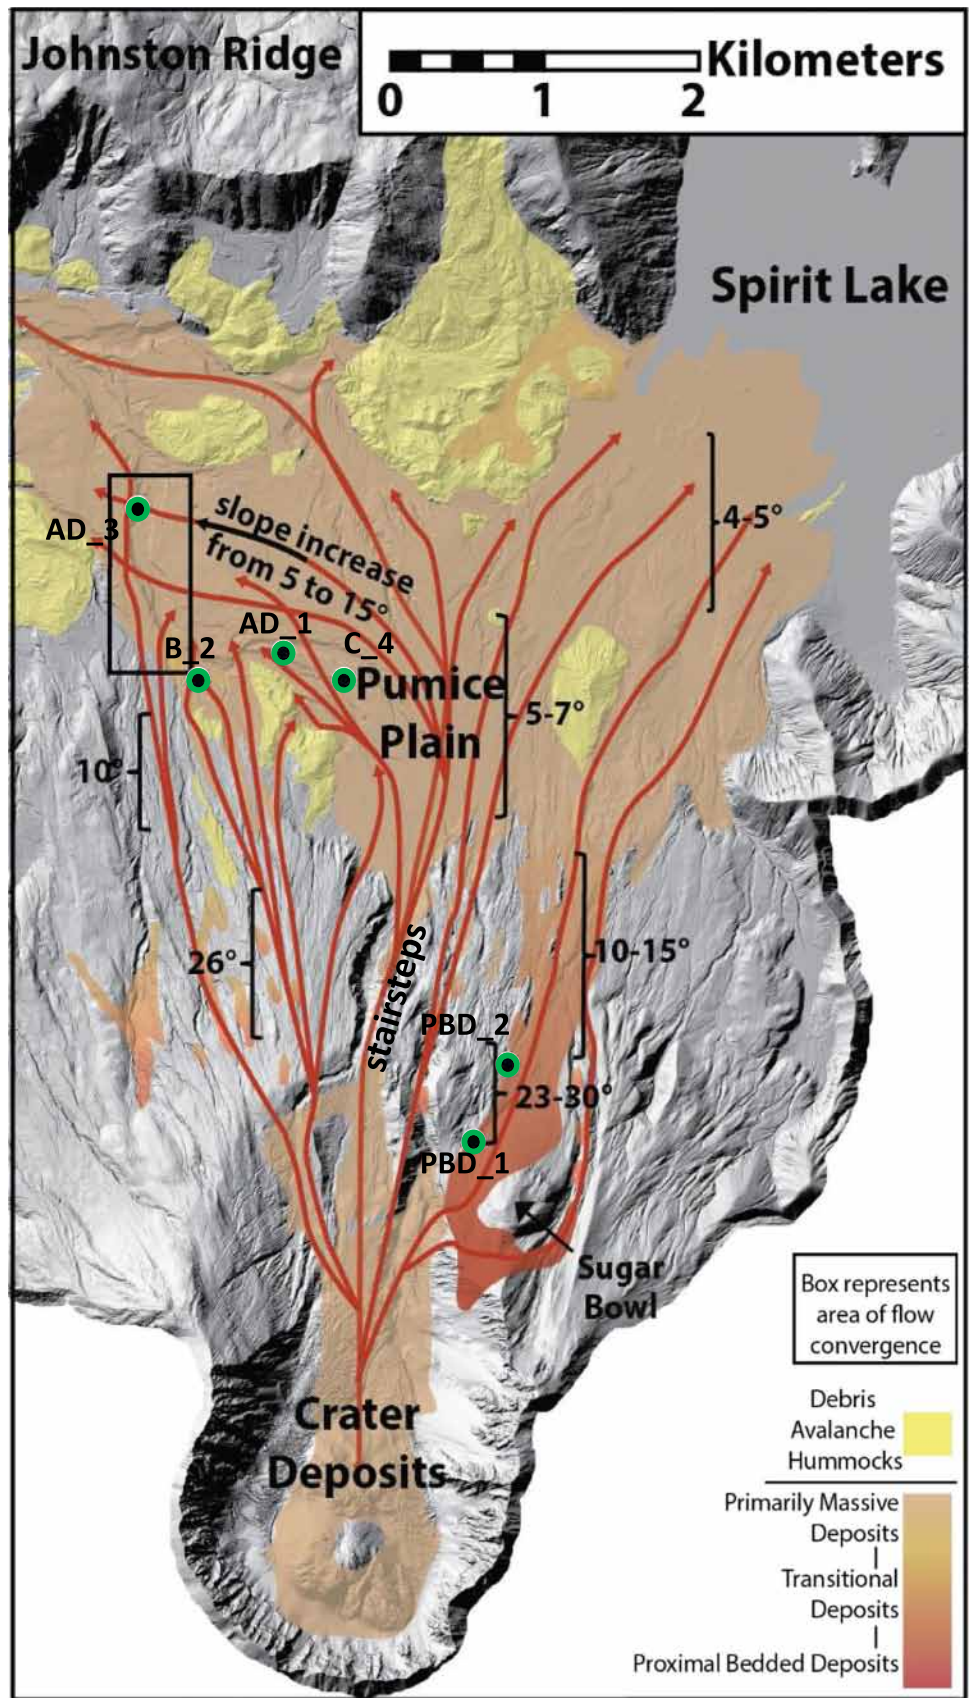 Johnston Ridge
Kilometers
0 1 2
Spirit Lake
slope increase
from 5 to 15°
4-5°
AD_3
AD_1
B_2
C_4
Pumice
Plain
5-7°
10°
26°
stairsteps
10-15°
PBD_2
23-30°
PBD_1
Sugar
Bowl
Box represents
area of flow
convergence
Crater
Deposits
Debris
Avalanche
Hummocks
Primarily Massive
Deposits
Transitional
Deposits
Proximal Bedded Deposits